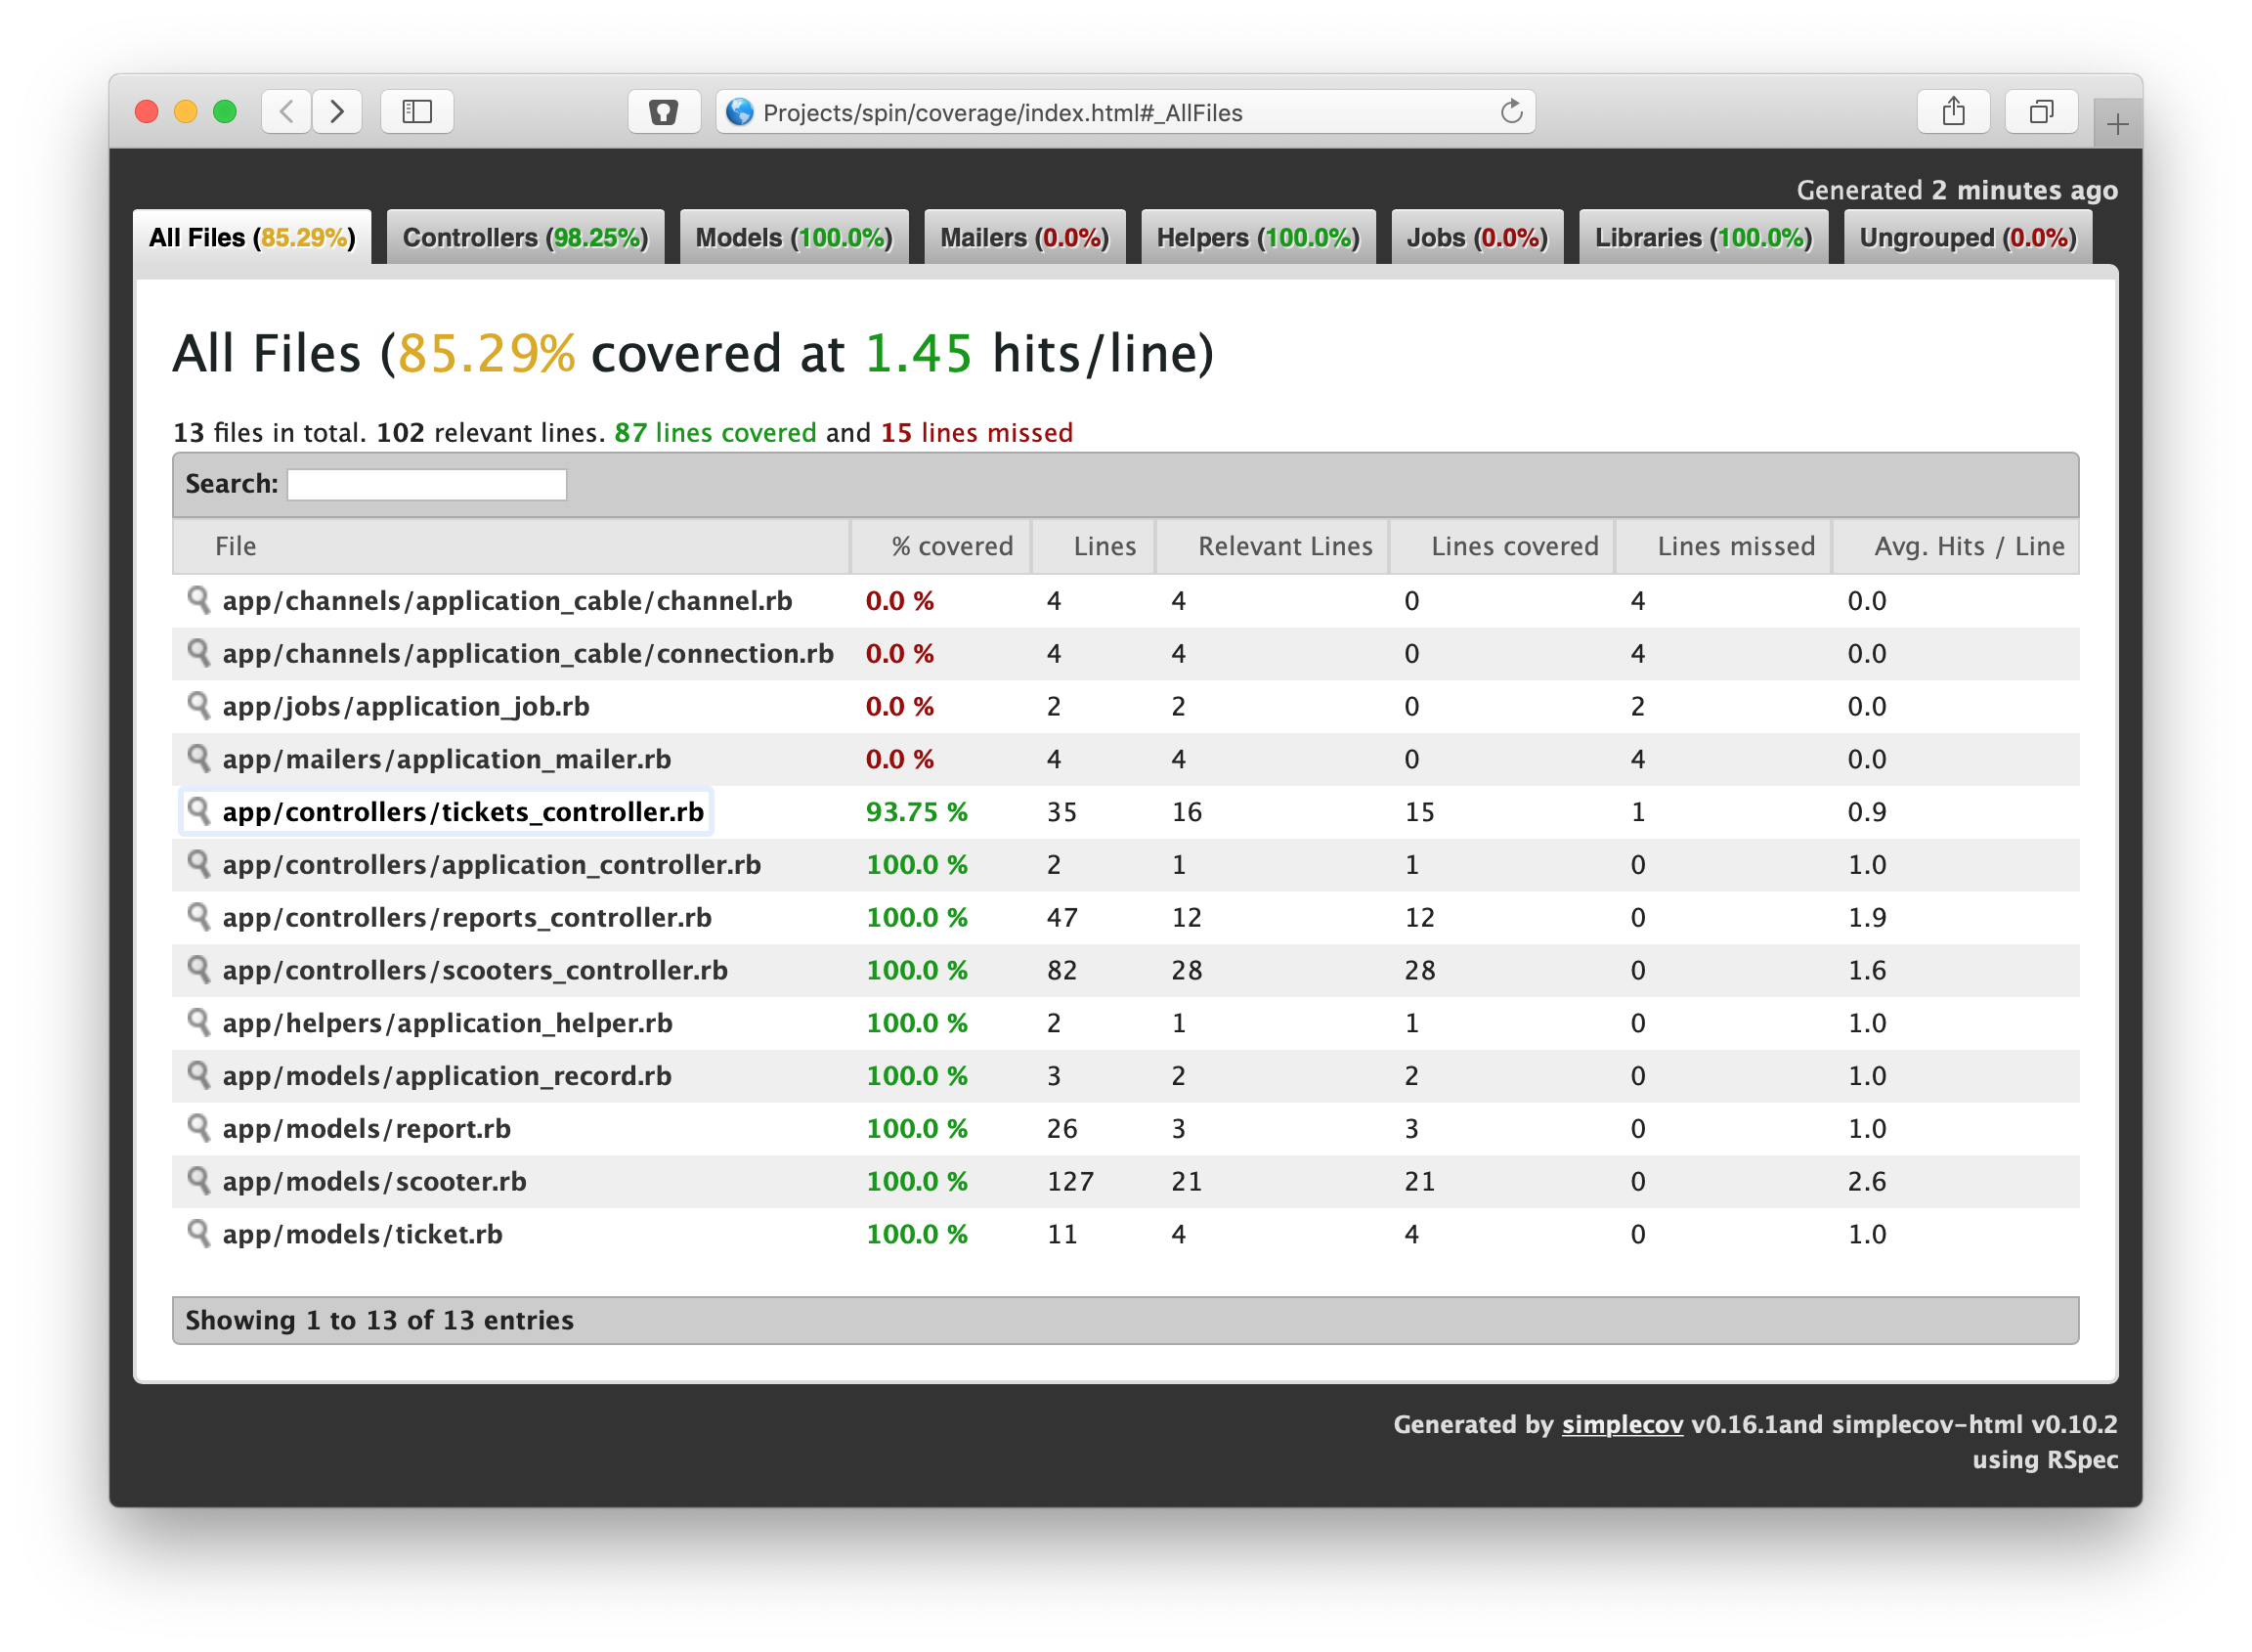 Projects/spin/coverage/index.html#_AllFiles
Generated 2 minutes ago
All Files (85.29%) Controllers (98.25%) Models (100.0%) Mailers (0.0%) Helpers (100.0%) Jobs (0.0%) Libraries (100.0%) Ungrouped (0.0%)
All Files (85.29% covered at 1.45 hits/line)
13 files in total. 102 relevant lines. 87 lines covered and 15 lines missed
Search:
File % covered Lines Relevant Lines Lines covered Lines missed Avg. Hits / Line
app/channels/application_cable/channel.rb 0.0 % 4 4 0 4 0.0
app/channels/application_cable/connection.rb 0.0 % 4 4 0 4 0.0
app/jobs/application_job.rb 0.0 % 2 2 0 2 0.0
app/mailers/application_mailer.rb 0.0 % 4 4 0 4 0.0
app/controllers/tickets_controller.rb 93.75 % 35 16 15 1 0.9
app/controllers/application_controller.rb 100.0 % 2 1 1 0 1.0
app/controllers/reports_controller.rb 100.0 % 47 12 12 0 1.9
app/controllers/scooters_controller.rb 100.0 % 82 28 28 0 1.6
app/helpers/application_helper.rb 100.0 % 2 1 1 0 1.0
app/models/application_record.rb 100.0 % 3 2 2 0 1.0
app/models/report.rb 100.0 % 26 3 3 0 1.0
app/models/scooter.rb 100.0 % 127 21 21 0 2.6
app/models/ticket.rb 100.0 % 11 4 4 0 1.0
Showing 1 to 13 of 13 entries
Generated by simplecov v0.16.1and simplecov-html v0.10.2
using RSpec